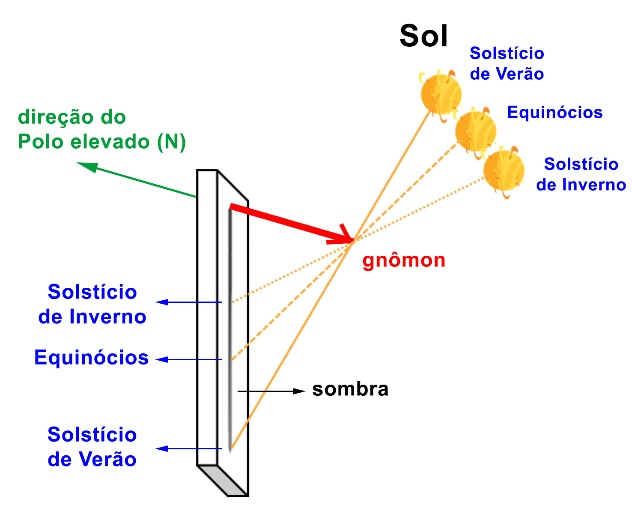 Sol
Solstício
de Verão
Equinócios
Solstício
de Inverno
direção do
Polo elevado (N)
gnômon
Solstício
de Inverno
Equinócios
sombra
Solstício
de Verão